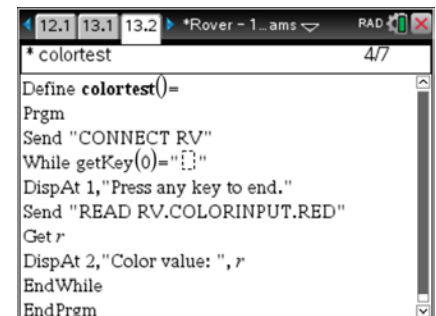 12.1 13.1 13.2 *Rover - 1...ams RAD
* colortest 4/7
Define colortest()=
Prgm
Send "CONNECT RV"
While getKey(0)=" "
DispAt 1,"Press any key to end."
Send "READ RV.COLORINPUT.RED"
Get r
DispAt 2,"Color value: ", r
EndWhile
EndPrgm